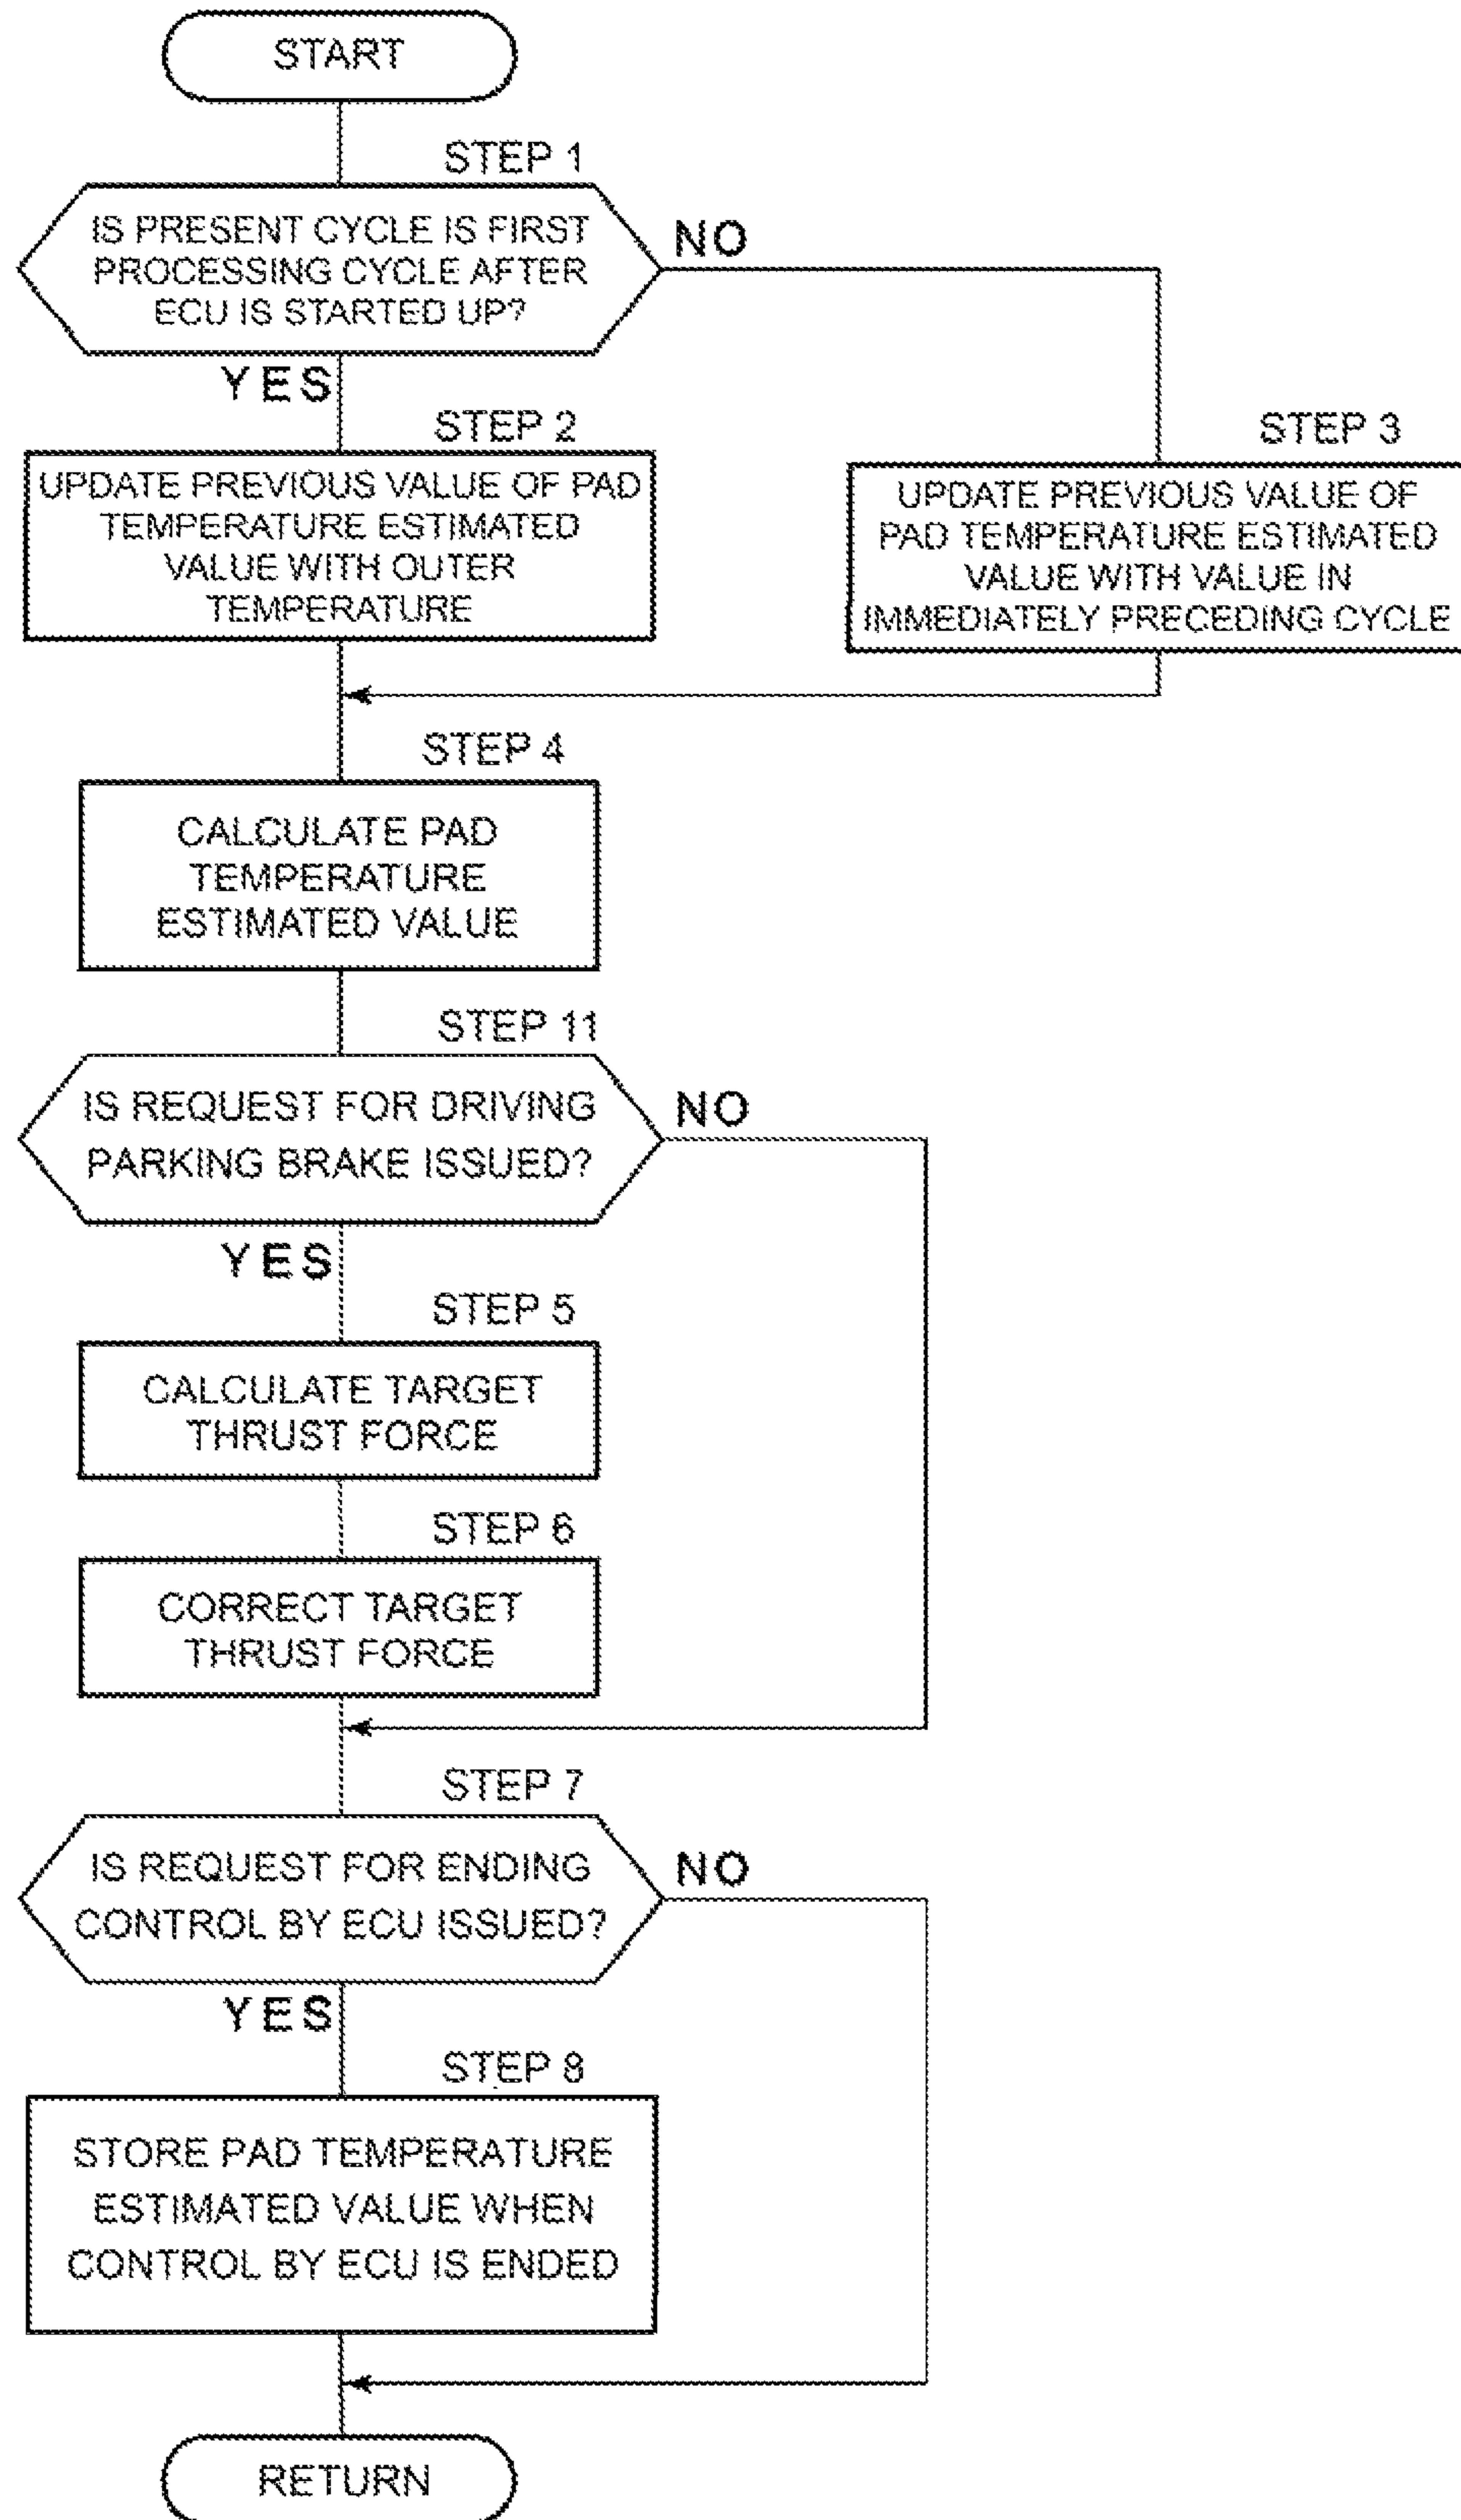 START
STEP 1
IS PRESENT CYCLE IS FIRST
PROCESSING CYCLE AFTER
ECU IS STARTED UP?
NO
YES
STEP 2
UPDATE PREVIOUS VALUE OF PAD
TEMPERATURE ESTIMATED
VALUE WITH OUTER
TEMPERATURE
STEP 3
UPDATE PREVIOUS VALUE OF
PAD TEMPERATURE ESTIMATED
VALUE WITH VALUE IN
IMMEDIATELY PRECEDING CYCLE
STEP 4
CALCULATE PAD
TEMPERATURE
ESTIMATED VALUE
STEP 11
IS REQUEST FOR DRIVING
PARKING BRAKE ISSUED?
NO
YES
STEP 5
CALCULATE TARGET
THRUST FORCE
STEP 6
CORRECT TARGET
THRUST FORCE
STEP 7
IS REQUEST FOR ENDING
CONTROL BY ECU ISSUED?
NO
YES
STEP 8
STORE PAD TEMPERATURE
ESTIMATED VALUE WHEN
CONTROL BY ECU IS ENDED
RETURN